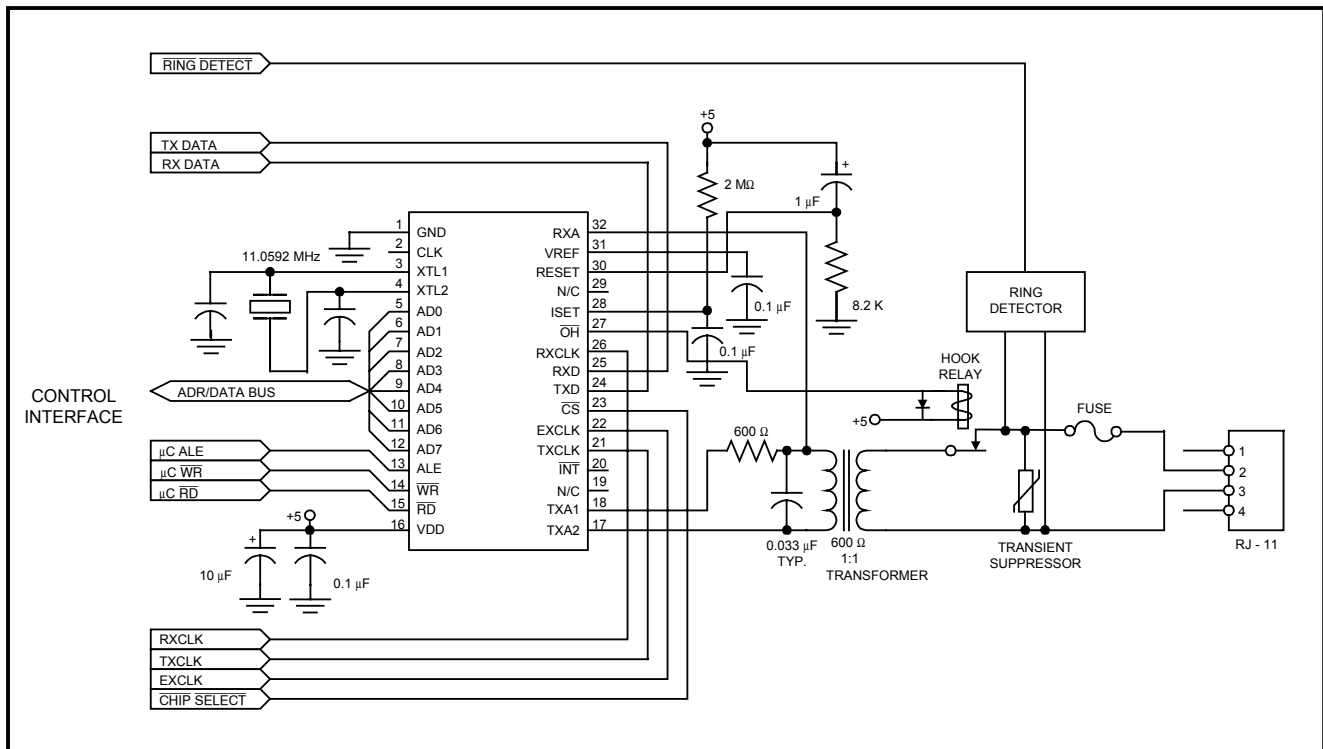 RING DETECT
+5
TX DATA
RX DATA
2 MΩ
+
1 µF
1
GND
2
CLK
11.0592 MHz
3
XTL1
4
XTL2
5
AD0
6
AD1
7
AD2
8
AD3
9
AD4
10
AD5
11
AD6
12
AD7
13
ALE
14
WR
15
RD
16
VDD
32
RXA
31
VREF
30
RESET
29
N/C
28
ISET
27
OH
26
RXCLK
25
RXD
24
TXD
23
CS
22
EXCLK
21
TXCLK
20
INT
19
N/C
18
TXA1
17
TXA2
0.1 µF
8.2 K
0.1 µF
RING
DETECTOR
HOOK
RELAY
+5
FUSE
CONTROL
INTERFACE
ADR/DATA BUS
µC ALE
µC WR
µC RD
600 Ω
1
2
3
4
RJ - 11
+5
+
10 µF
0.1 µF
0.033 µF
TYP.
600 Ω
1:1
TRANSFORMER
TRANSIENT
SUPPRESSOR
RXCLK
TXCLK
EXCLK
CHIP SELECT